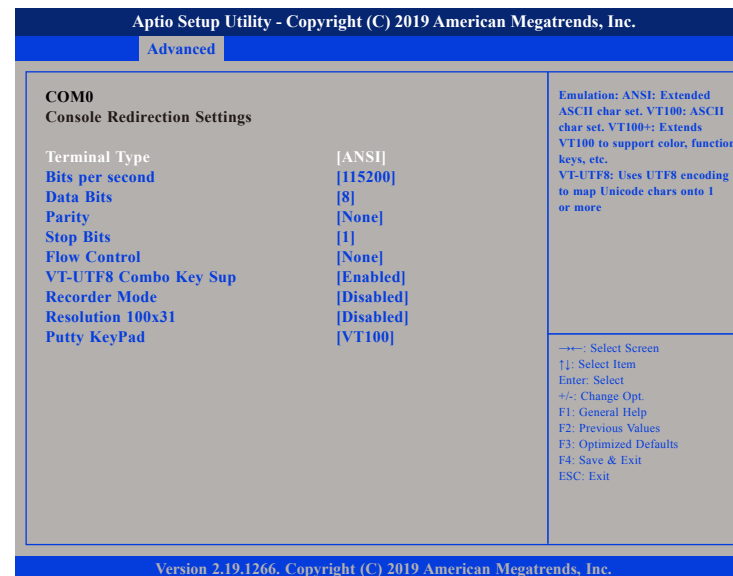 Aptio Setup Utility - Copyright (C) 2019 American Megatrends, Inc.
Advanced
COM0
Console Redirection Settings
Terminal Type [ANSI]
Bits per second [115200]
Data Bits [8]
Parity [None]
Stop Bits [1]
Flow Control [None]
VT-UTF8 Combo Key Sup [Enabled]
Recorder Mode [Disabled]
Resolution 100x31 [Disabled]
Putty KeyPad [VT100]
Emulation: ANSI: Extended
ASCII char set. VT100: ASCII
char set. VT100+: Extends
VT100 to support color, function
keys, etc.
VT-UTF8: Uses UTF8 encoding
to map Unicode chars onto 1
or more
→←: Select Screen
↑↓: Select Item
Enter: Select
+/-: Change Opt.
F1: General Help
F2: Previous Values
F3: Optimized Defaults
F4: Save & Exit
ESC: Exit
Version 2.19.1266. Copyright (C) 2019 American Megatrends, Inc.